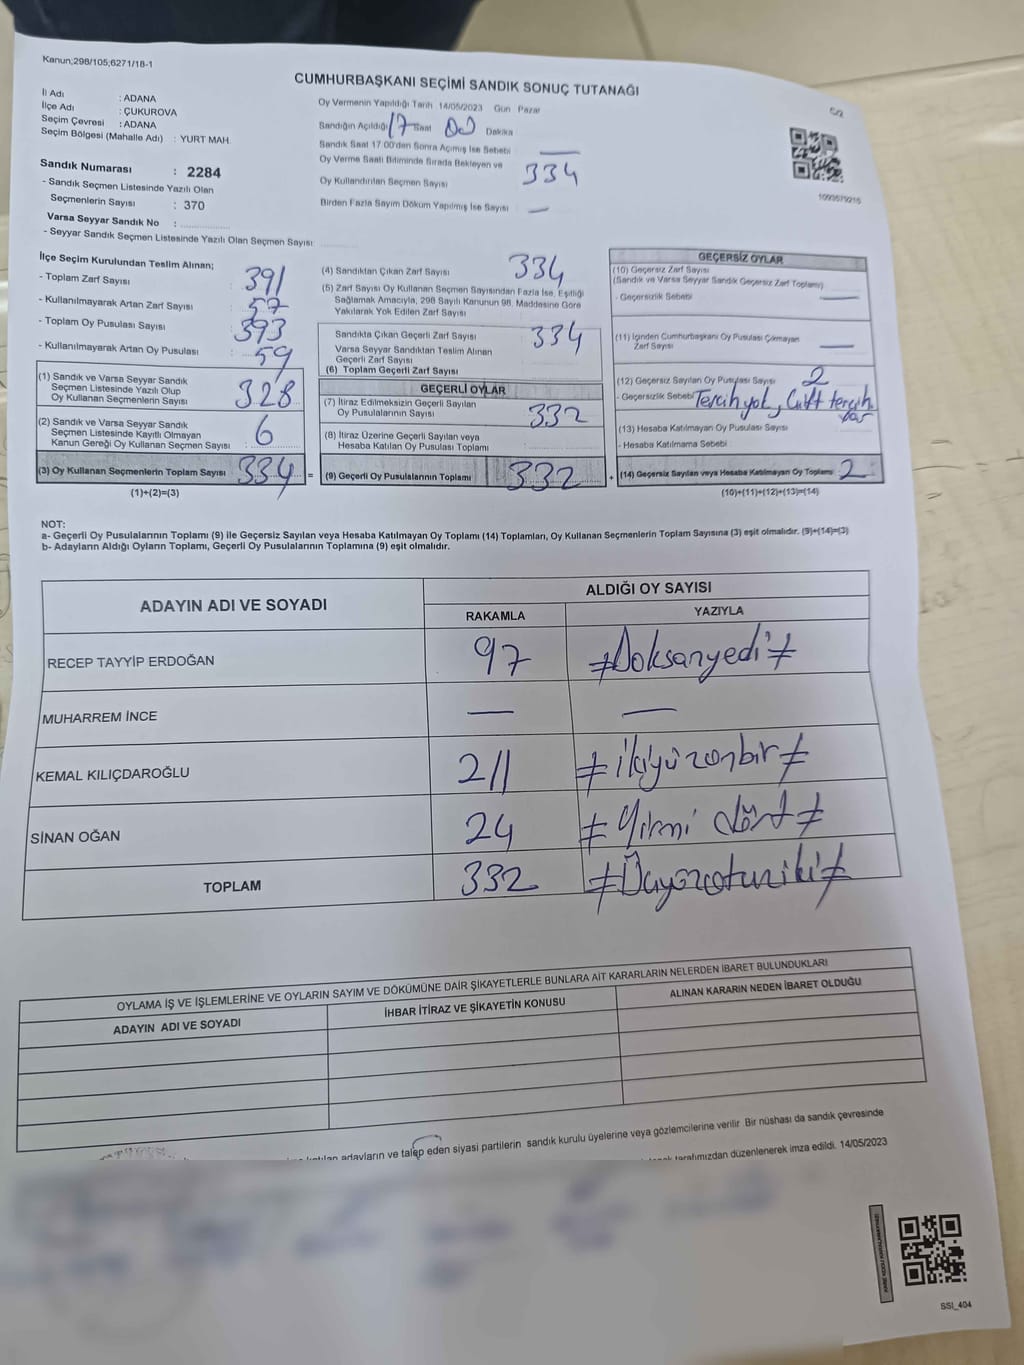 Kanun;298/105;6271/18-1
CUMHURBAŞKANI SEÇİMİ SANDIK SONUÇ TUTANAĞI
İl Adı : ADANA
İlçe Adı : ÇUKUROVA
Seçim Çevresi : ADANA
Seçim Bölgesi (Mahalle Adı) : YURT MAH.
Oy Vermenin Yapıldığı Tarih 14/05/2023 Gün Pazar
Sandığın Açıldığı 17 Saat 00 Dakika
Sandık Saat 17:00'den Sonra Açmış İse Sebebi —
Oy Verme Saati Bitiminde Sırada Bekleyen ve
Oy Kullandırılan Seçmen Sayısı 334
Birden Fazla Sayım Döküm Yapılmış İse Sayısı —
Sandık Numarası : 2284
- Sandık Seçmen Listesinde Yazılı Olan
Seçmenlerin Sayısı : 370
Varsa Seyyar Sandık No :
- Seyyar Sandık Seçmen Listesinde Yazılı Olan Seçmen Sayısı:
İlçe Seçim Kurulundan Teslim Alınan;
- Toplam Zarf Sayısı : 391
- Kullanılmayarak Artan Zarf Sayısı : 57
- Toplam Oy Pusulası Sayısı : 393
- Kullanılmayarak Artan Oy Pusulası : 59
(1) Sandık ve Varsa Seyyar Sandık
Seçmen Listesinde Yazılı Olup
Oy Kullanan Seçmenlerin Sayısı 328
(2) Sandık ve Varsa Seyyar Sandık
Seçmen Listesinde Kayıtlı Olmayan
Kanun Gereği Oy Kullanan Seçmen Sayısı 6
(3) Oy Kullanan Seçmenlerin Toplam Sayısı 334 =
(1)+(2)=(3)
(4) Sandıktan Çıkan Zarf Sayısı 334
(5) Zarf Sayısı Oy Kullanan Seçmen Sayısından Fazla İse, Eşitliği
Sağlamak Amacıyla, 298 Sayılı Kanunun 98. Maddesine Göre
Yakılarak Yok Edilen Zarf Sayısı
Sandıkta Çıkan Geçerli Zarf Sayısı 334
Varsa Seyyar Sandıktan Teslim Alınan
Geçerli Zarf Sayısı
(6) Toplam Geçerli Zarf Sayısı
GEÇERLİ OYLAR
(7) İtiraz Edilmeksizin Geçerli Sayılan
Oy Pusulalarının Sayısı 332
(8) İtiraz Üzerine Geçerli Sayılan veya
Hesaba Katılan Oy Pusulası Toplamı
(9) Geçerli Oy Pusulalarının Toplamı 332 +
GEÇERSİZ OYLAR
(10) Geçersiz Zarf Sayısı
(Sandık ve Varsa Seyyar Sandık Geçersiz Zarf Toplamı)
- Geçersizlik Sebebi —
(11) İçinden Cumhurbaşkanı Oy Pusulası Çıkmayan
Zarf Sayısı —
(12) Geçersiz Sayılan Oy Pusulası Sayısı 2
- Geçersizlik Sebebi Tercih yok, Çift tercih
var
(13) Hesaba Katılmayan Oy Pusulası Sayısı
- Hesaba Katılmama Sebebi
(14) Geçersiz Sayılan veya Hesaba Katılmayan Oy Toplamı 2
(10)+(11)+(12)+(13)=(14)
NOT:
a- Geçerli Oy Pusulalarının Toplamı (9) ile Geçersiz Sayılan veya Hesaba Katılmayan Oy Toplamı (14) Toplamları, Oy Kullanan Seçmenlerin Toplam Sayısına (3) eşit olmalıdır. (9)+(14)=(3)
b- Adayların Aldığı Oyların Toplamı, Geçerli Oy Pusulalarının Toplamına (9) eşit olmalıdır.
ADAYIN ADI VE SOYADI
ALDIĞI OY SAYISI
RAKAMLA YAZIYLA
RECEP TAYYİP ERDOĞAN 97 ≠Doksanyedi≠
MUHARREM İNCE — —
KEMAL KILIÇDAROĞLU 211 ≠ikiyüzonbir≠
SİNAN OĞAN 24 ≠Yirmi dört≠
TOPLAM 332 ≠Üçyüzotuziki≠
OYLAMA İŞ VE İŞLEMLERİNE VE OYLARIN SAYIM VE DÖKÜMÜNE DAİR ŞİKAYETLERLE BUNLARA AİT KARARLARIN NELERDEN İBARET BULUNDUKLARI
ADAYIN ADI VE SOYADI İHBAR İTİRAZ VE ŞİKAYETİN KONUSU ALINAN KARARIN NEDEN İBARET OLDUĞU
adayların ve talep eden siyasi partilerin sandık kurulu üyelerine veya gözlemcilerine verilir. Bir nüshası da sandık çevresinde
tarafımızdan düzenlenerek imza edildi. 14/05/2023
SSI_404